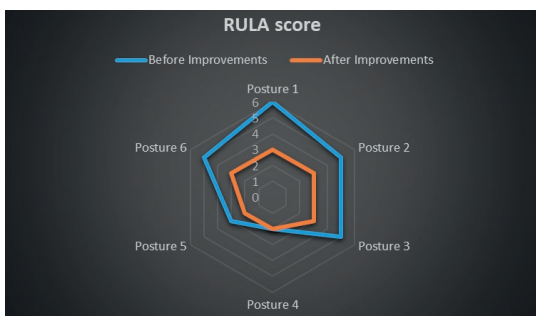 RULA score
Before Improvements After Improvements
Posture 1
6
5
4
3
2
1
0
Posture 2
Posture 3
Posture 4
Posture 5
Posture 6